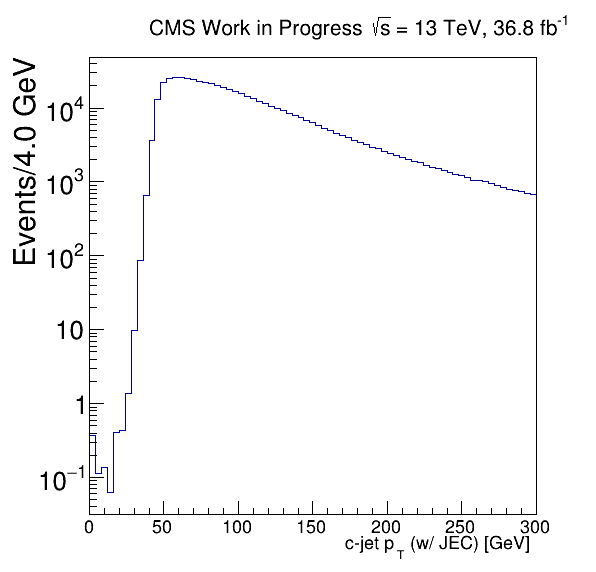 CMS Work in Progress √s = 13 TeV, 36.8 fb⁻¹
Events/4.0 GeV
10⁴
10³
10²
10
1
10⁻¹
0 50 100 150 200 250 300
c-jet p_T (w/ JEC) [GeV]